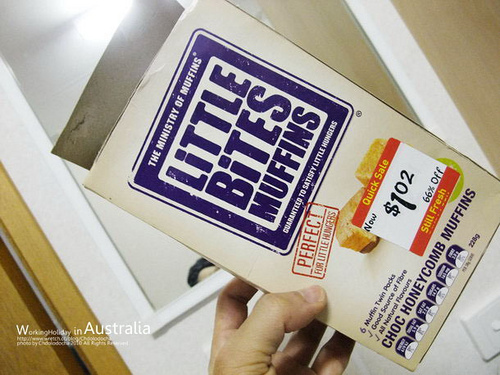 THE MINISTRY OF MUFFINS®
LiTTLE
BiTES
MUFFINS
GUARANTEED TO SATISFY LITTLE HUNGERS
®
PERFECT
FOR LITTLE HUNGERS
Quick Sale
Now $1.02
66% OFF
Still Fresh
6 Muffin Twin Packs
Good Source of Fibre
All Natural Flavours
CHOC HONEYCOMB MUFFINS
228g
WorkingHoliday in Australia